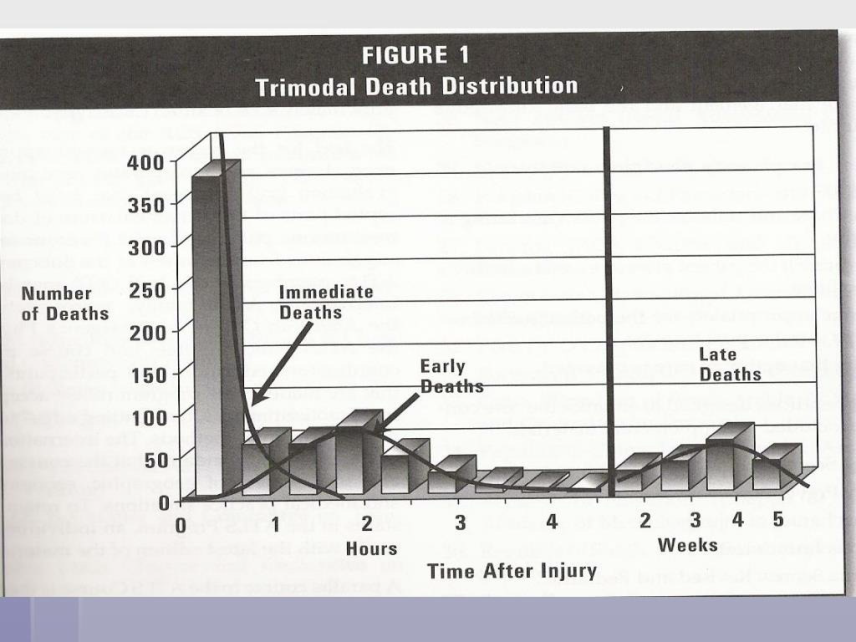 FIGURE 1
Trimodal Death Distribution
400
350
300
250
200
150
100
50
0
Number
of Deaths
Immediate
Deaths
Early
Deaths
Late
Deaths
0 1 2 3 4 2 3 4 5
Hours Weeks
Time After Injury